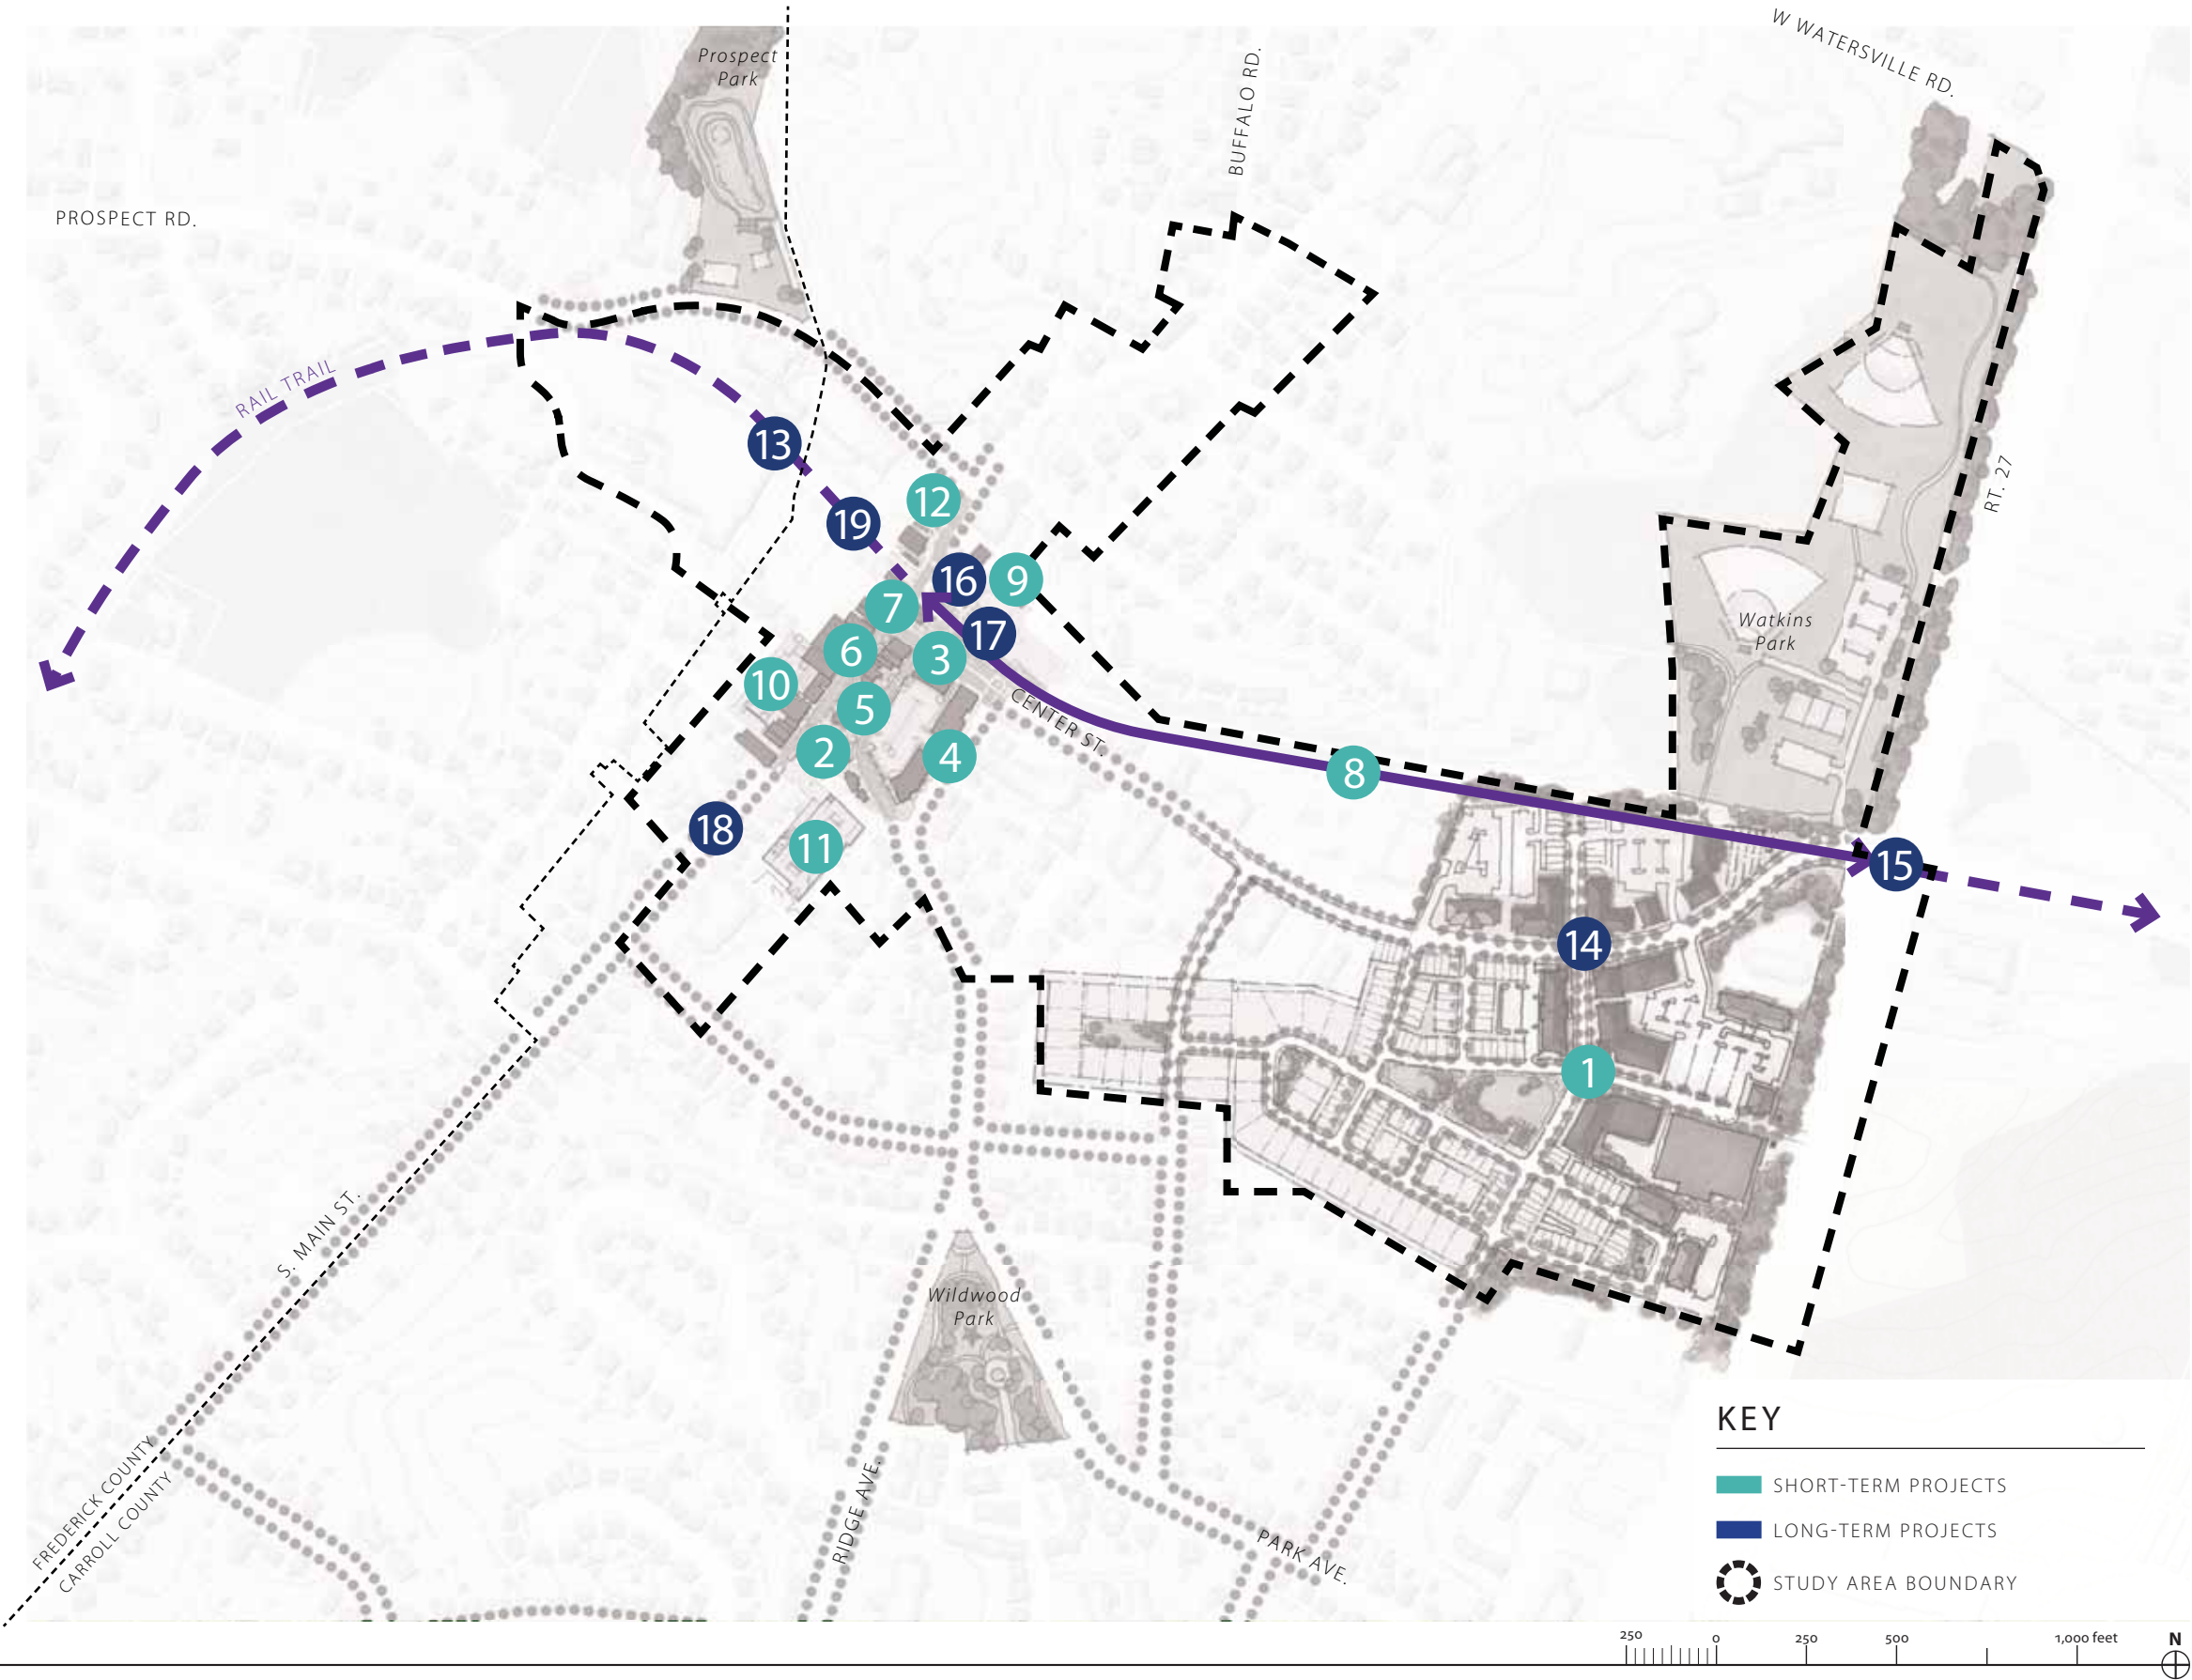 W WATERSVILLE RD.
Prospect
Park
BUFFALO RD.
PROSPECT RD.
RAIL TRAIL
RT. 27
13
12
19
16
9
7
17
Watkins
Park
6
3
10
5
CENTER ST.
2
4
8
18
11
15
14
1
S. MAIN ST.
Wildwood
Park
FREDERICK COUNTY
CARROLL COUNTY
RIDGE AVE.
PARK AVE.
KEY
SHORT-TERM PROJECTS
LONG-TERM PROJECTS
STUDY AREA BOUNDARY
250 0 250 500 1,000 feet N